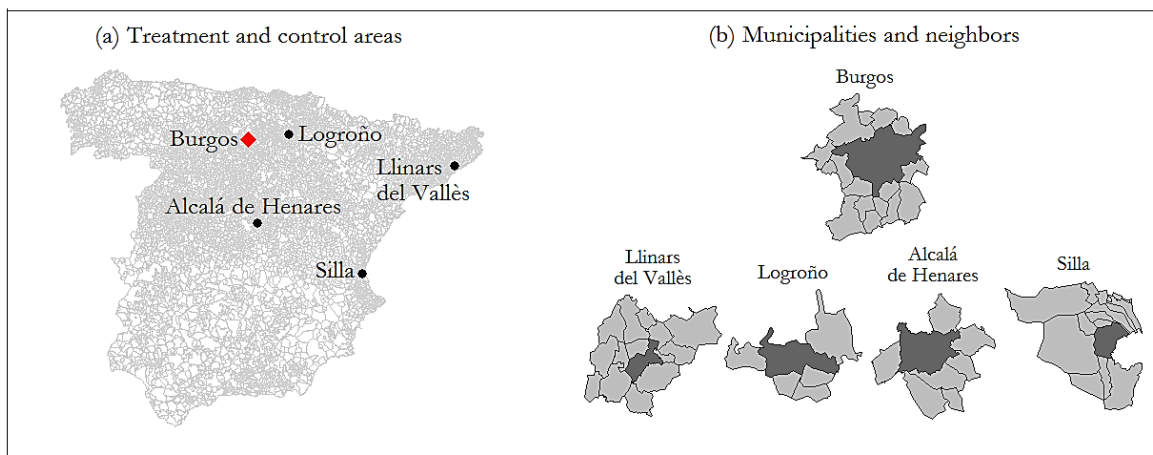 (a) Treatment and control areas
Burgos
Logroño
Llinars
del Vallès
Alcalá de Henares
Silla
(b) Municipalities and neighbors
Burgos
Llinars
del Vallès
Logroño
Alcalá
de Henares
Silla